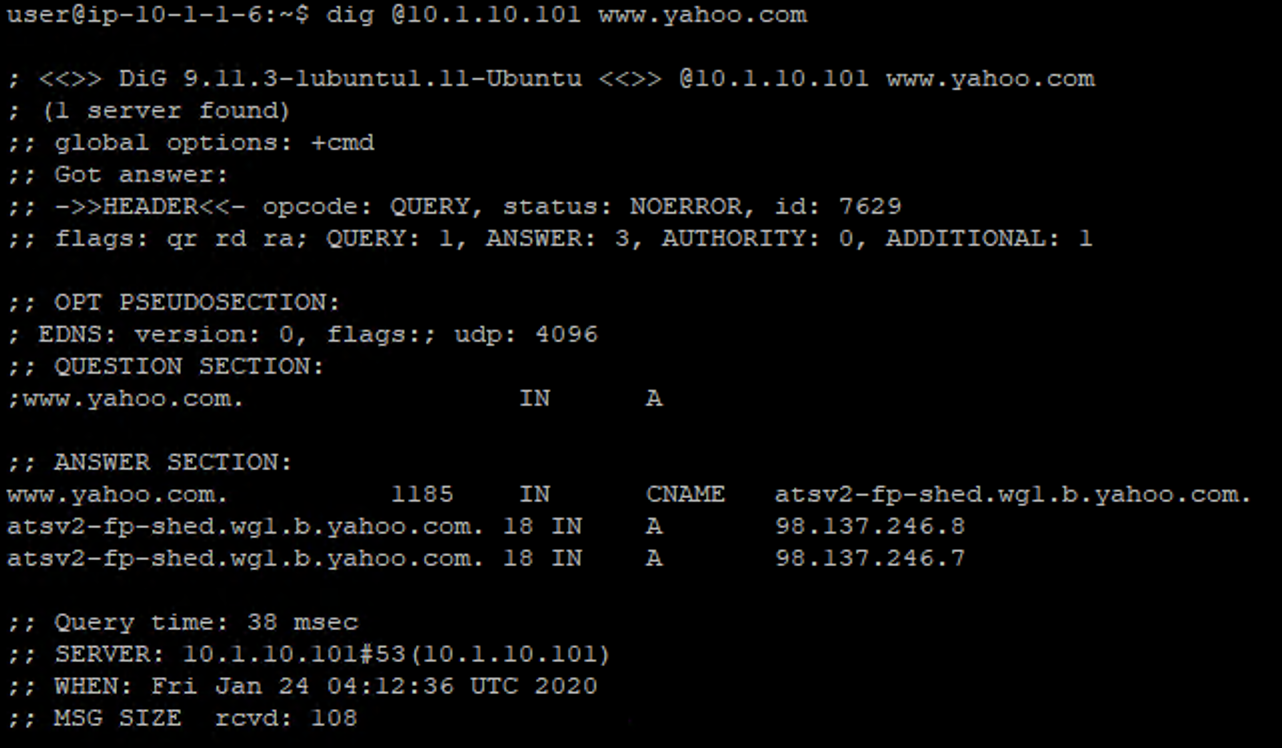 user@ip-10-1-1-6:~$ dig @10.1.10.101 www.yahoo.com
; <<>> DiG 9.11.3-1ubuntu1.11-Ubuntu <<>> @10.1.10.101 www.yahoo.com
; (1 server found)
;; global options: +cmd
;; Got answer:
;; ->>HEADER<<- opcode: QUERY, status: NOERROR, id: 7629
;; flags: qr rd ra; QUERY: 1, ANSWER: 3, AUTHORITY: 0, ADDITIONAL: 1
;; OPT PSEUDOSECTION:
; EDNS: version: 0, flags:; udp: 4096
;; QUESTION SECTION:
;www.yahoo.com. IN A
;; ANSWER SECTION:
www.yahoo.com. 1185 IN CNAME atsv2-fp-shed.wg1.b.yahoo.com.
atsv2-fp-shed.wg1.b.yahoo.com. 18 IN A 98.137.246.8
atsv2-fp-shed.wg1.b.yahoo.com. 18 IN A 98.137.246.7
;; Query time: 38 msec
;; SERVER: 10.1.10.101#53(10.1.10.101)
;; WHEN: Fri Jan 24 04:12:36 UTC 2020
;; MSG SIZE rcvd: 108